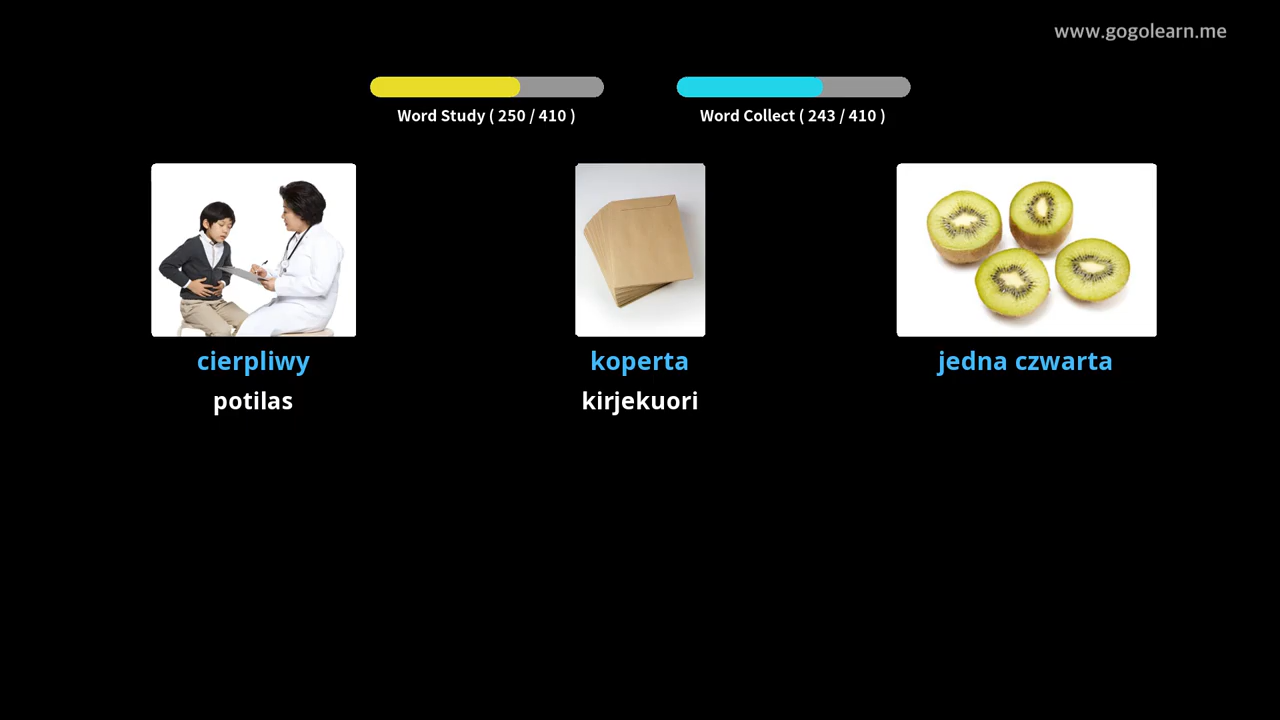 www.gogolearn.me
Word Study ( 250 / 410 )
Word Collect ( 243 / 410 )
cierpliwy
koperta
jedna czwarta
potilas
kirjekuori